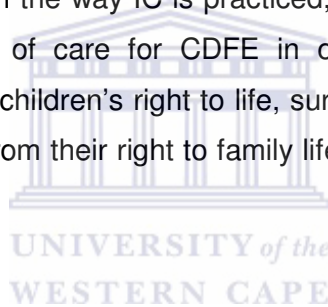 the way IC is practiced,
of care for CDFE in
children's right to life, sur
from their right to family life
UNIVERSITY of the
WESTERN CAPE